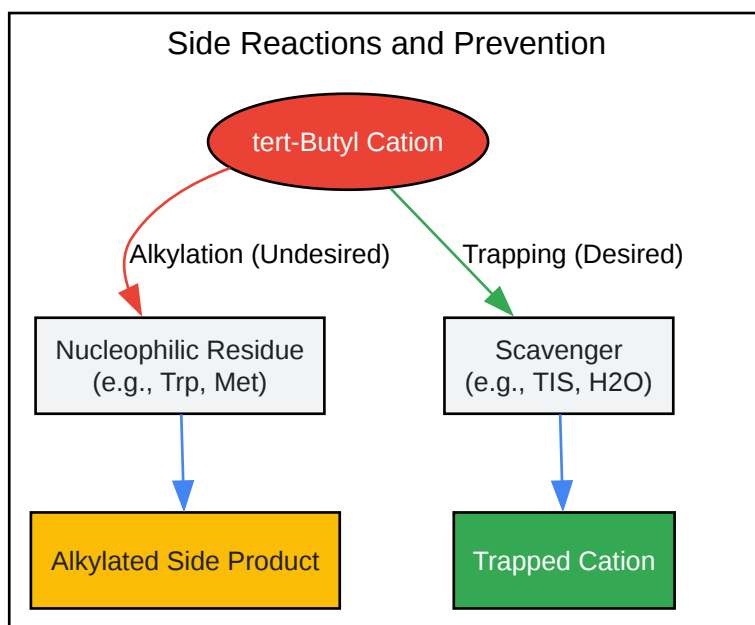 Side Reactions and Prevention
tert-Butyl Cation
Alkylation (Undesired)
Trapping (Desired)
Nucleophilic Residue
(e.g., Trp, Met)
Scavenger
(e.g., TIS, H2O)
Alkylated Side Product
Trapped Cation